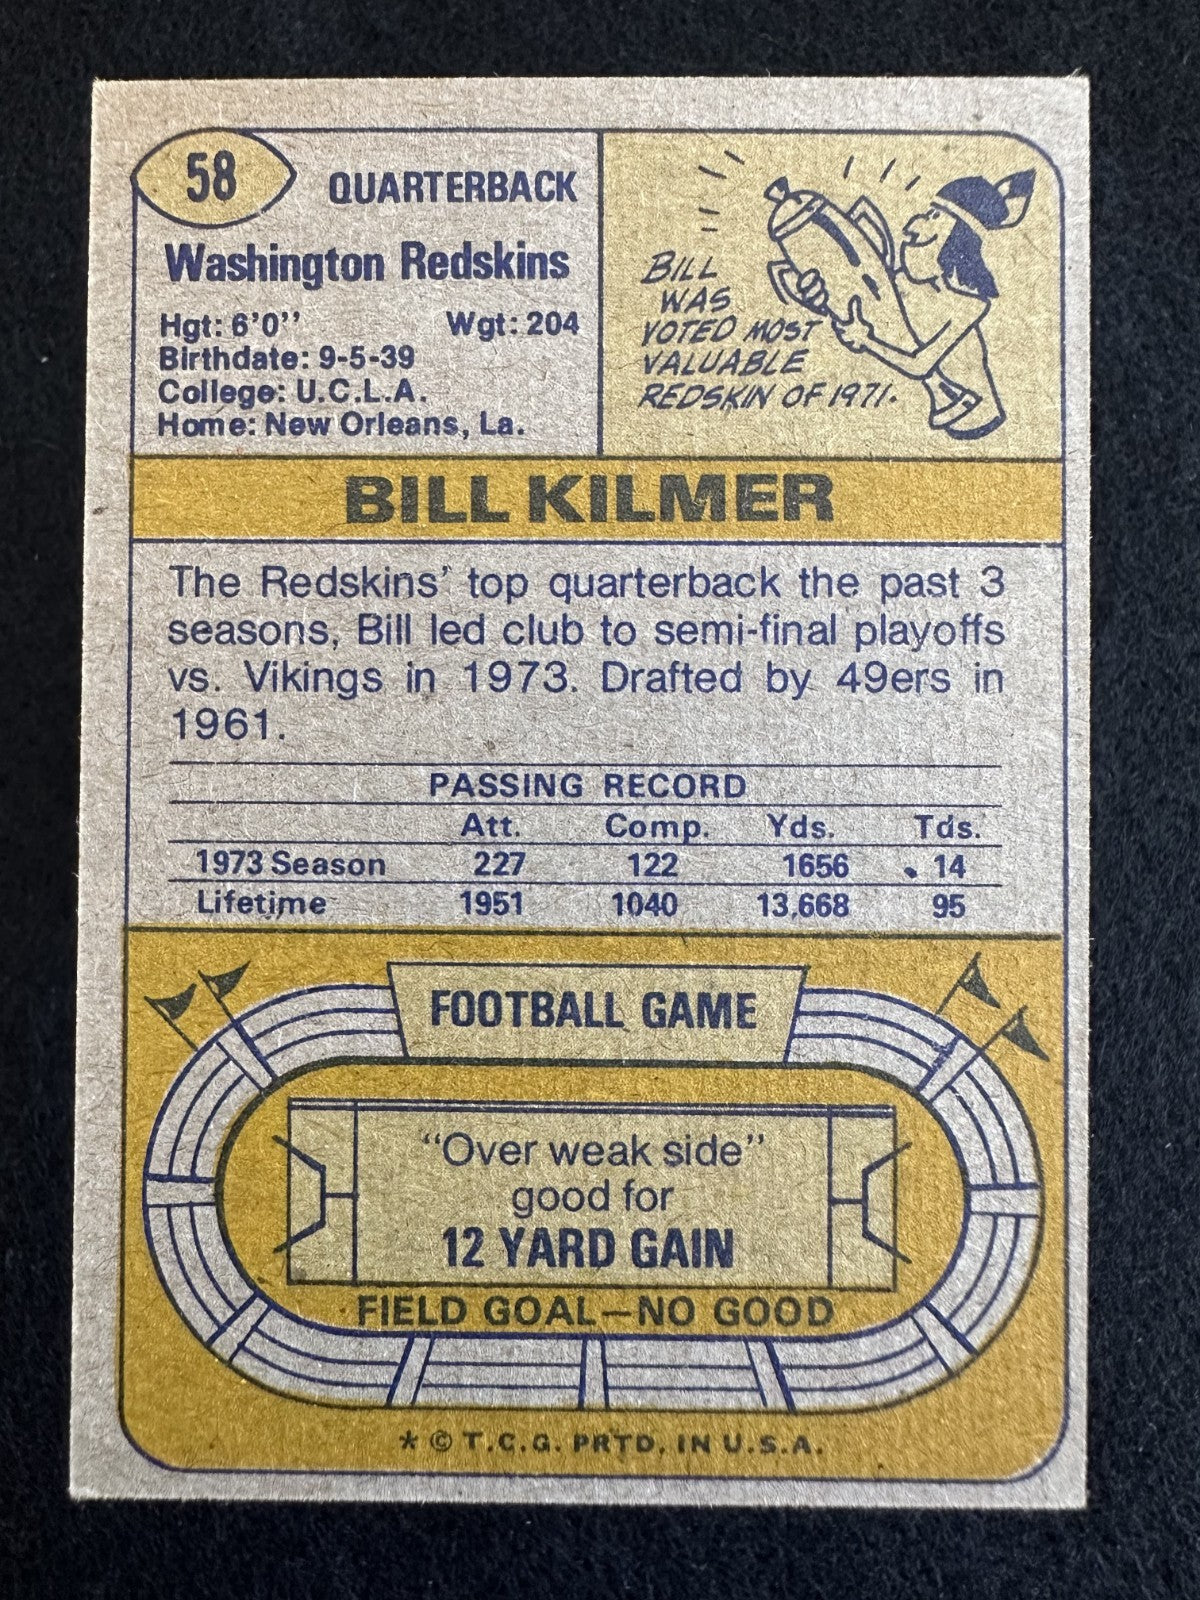 58
QUARTERBACK
Washington Redskins
Hgt: 6'0'' Wgt: 204
Birthdate: 9-5-39
College: U.C.L.A.
Home: New Orleans, La.
BILL
WAS
VOTED MOST
VALUABLE
REDSKIN OF 1971.
BILL KILMER
The Redskins' top quarterback the past 3
seasons, Bill led club to semi-final playoffs
vs. Vikings in 1973. Drafted by 49ers in
1961.
PASSING RECORD
Att. Comp. Yds. Tds.
1973 Season 227 122 1656 14
Lifetime 1951 1040 13,668 95
FOOTBALL GAME
"Over weak side"
good for
12 YARD GAIN
FIELD GOAL—NO GOOD
* © T.C.G. PRTD. IN U.S.A.